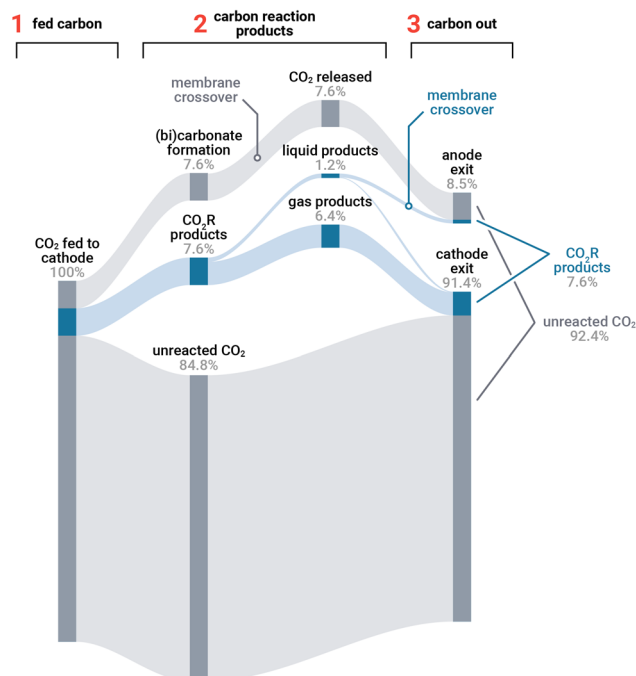 1 fed carbon
2 carbon reaction
products
3 carbon out
CO₂ released
7.6%
membrane
crossover
membrane
crossover
(bi)carbonate
formation
7.6%
liquid products
1.2%
anode
exit
8.5%
gas products
6.4%
CO₂R
products
7.6%
CO₂ fed to
cathode
100%
cathode
exit
91.4%
CO₂R
products
7.6%
unreacted CO₂
92.4%
unreacted CO₂
84.8%